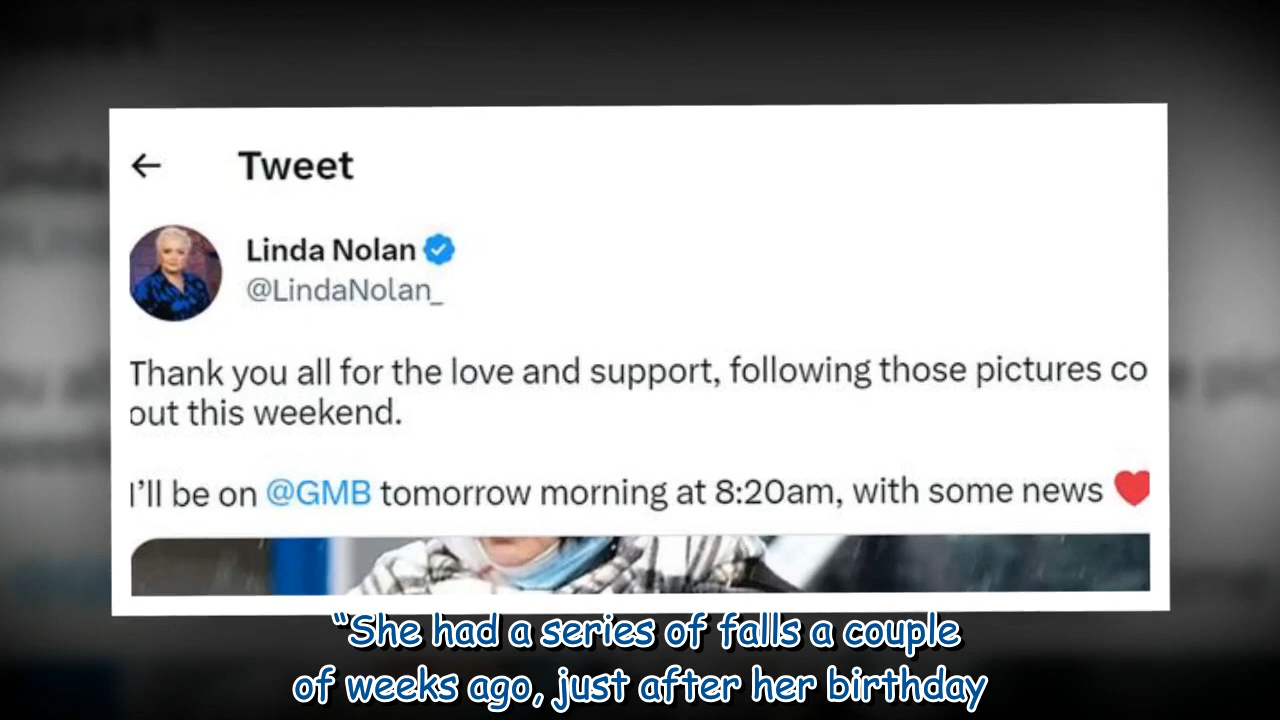 Tweet
Linda Nolan
@LindaNolan_
Thank you all for the love and support, following those pictures co
out this weekend.
I’ll be on @GMB tomorrow morning at 8:20am, with some news ❤️
“She had a series of falls a couple
of weeks ago, just after her birthday